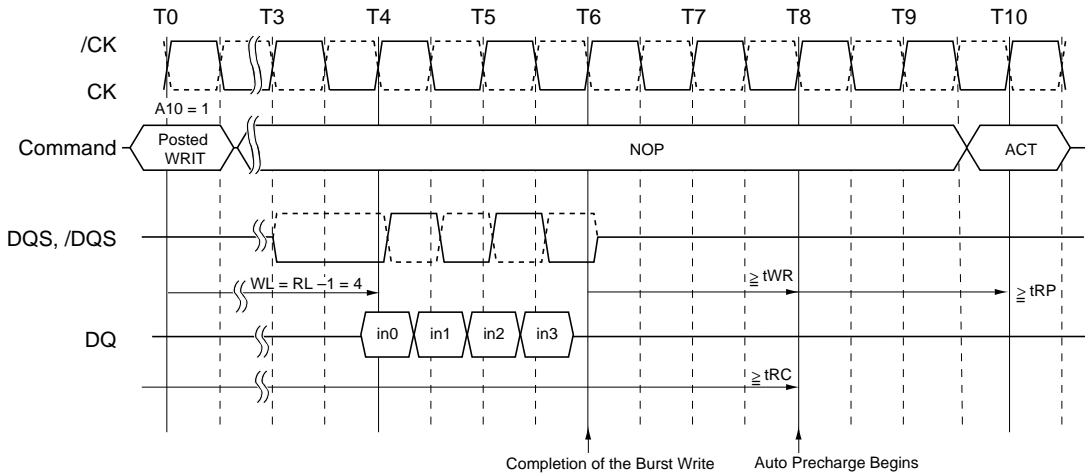 T0 T3 T4 T5 T6 T7 T8 T9 T10
/CK
CK
A10 = 1
Command
Posted
WRIT
NOP
ACT
DQS, /DQS
WL = RL –1 = 4
≧ tWR
≧ tRP
DQ
in0 in1 in2 in3
≧ tRC
Completion of the Burst Write
Auto Precharge Begins